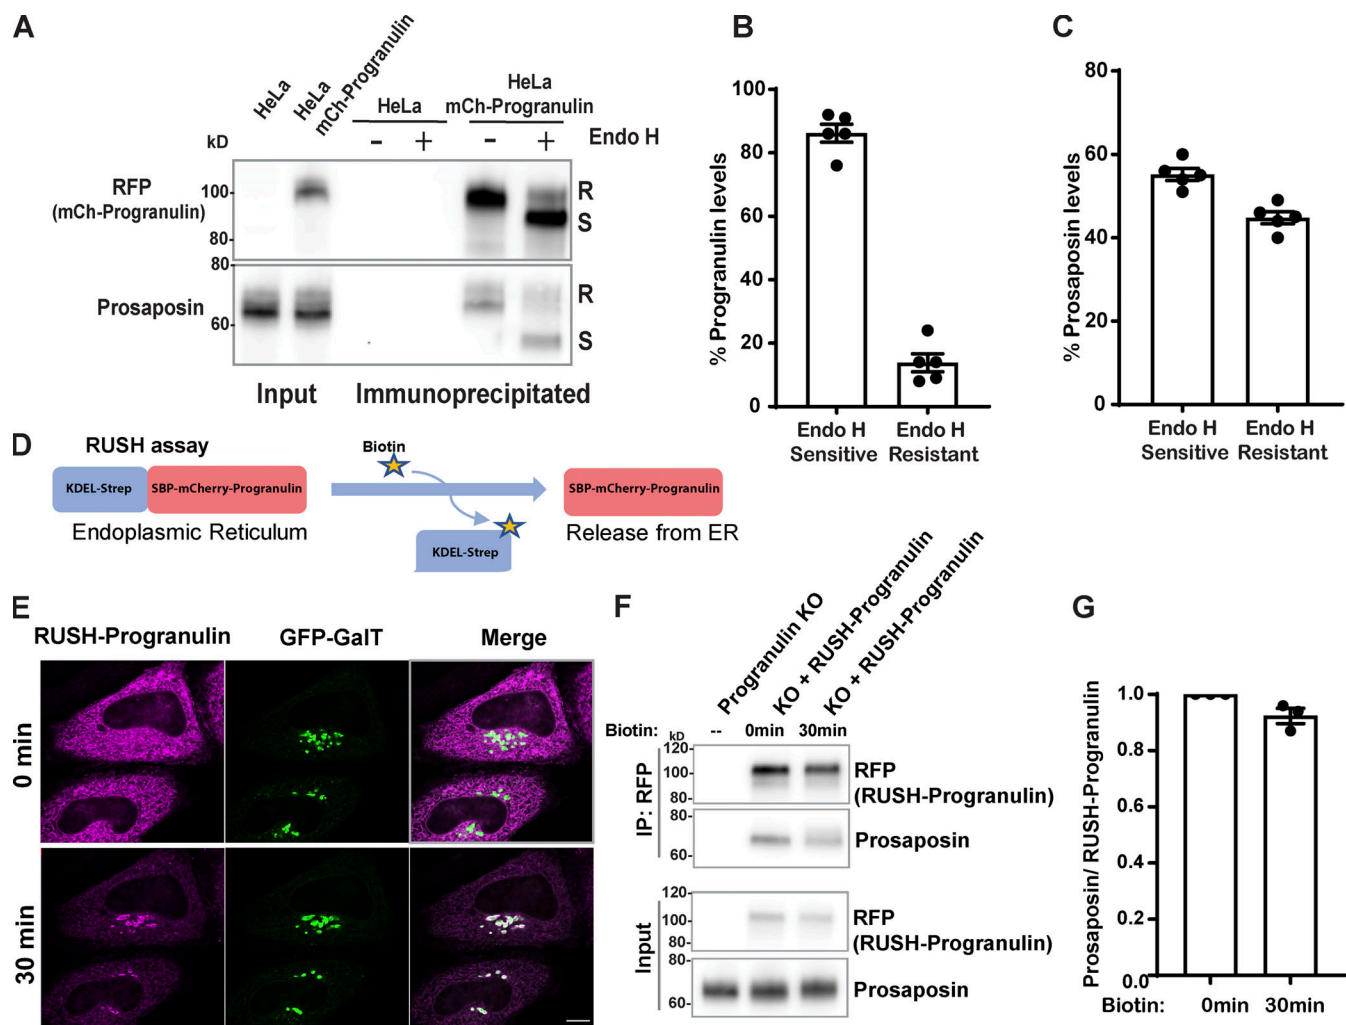 A
HeLa
HeLa
mCh-Progranulin
HeLa
HeLa
mCh-Progranulin
kD
- + - + Endo H
RFP
(mCh-Progranulin)
100
80
R
S
Prosaposin
80
60
R
S
Input Immunoprecipitated
B
% Progranulin levels
100
80
60
40
20
0
Endo H
Sensitive
Endo H
Resistant
C
% Prosaposin levels
80
60
40
20
0
Endo H
Sensitive
Endo H
Resistant
D
RUSH assay
KDEL-Strep
SBP-mCherry-Progranulin
Endoplasmic Reticulum
Biotin
KDEL-Strep
SBP-mCherry-Progranulin
Release from ER
E
RUSH-Progranulin GFP-GalT Merge
0 min
30 min
F
Progranulin KO
KO + RUSH-Progranulin
KO + RUSH-Progranulin
Biotin: -- 0min 30min
kD
IP: RFP
120
100
80
RFP
(RUSH-Progranulin)
80
60
Prosaposin
Input
120
100
80
RFP
(RUSH-Progranulin)
80
60
Prosaposin
G
Prosaposin/ RUSH-Progranulin
1.0
0.8
0.6
0.4
0.2
0.0
Biotin: 0min 30min